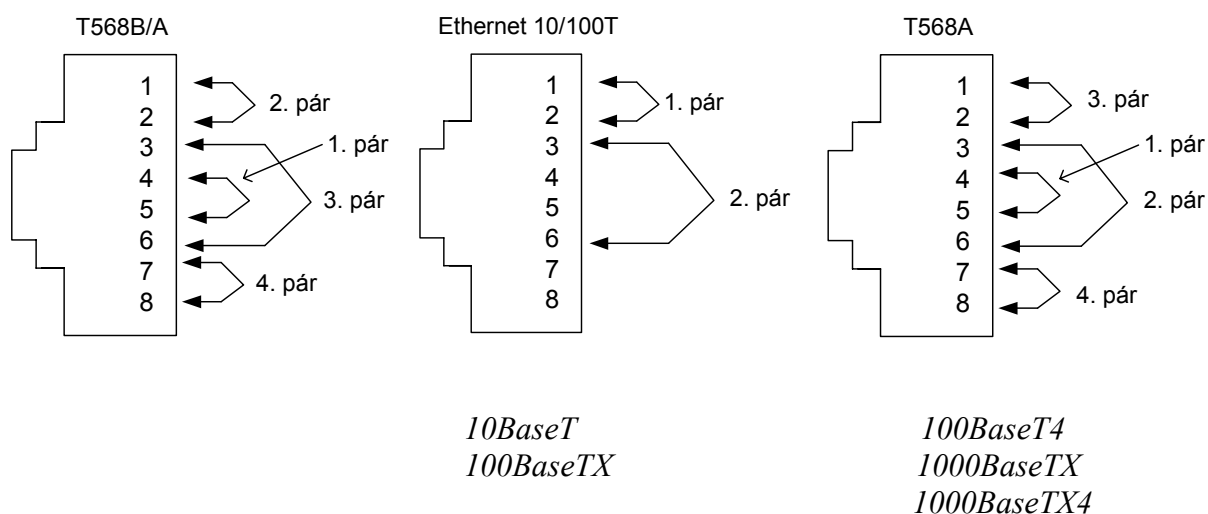 T568B/A
1
2
3
4
5
6
7
8
2. pár
1. pár
3. pár
4. pár
Ethernet 10/100T
1
2
3
4
5
6
7
8
1. pár
2. pár
T568A
1
2
3
4
5
6
7
8
3. pár
1. pár
2. pár
4. pár
10BaseT
100BaseTX
100BaseT4
1000BaseTX
1000BaseTX4